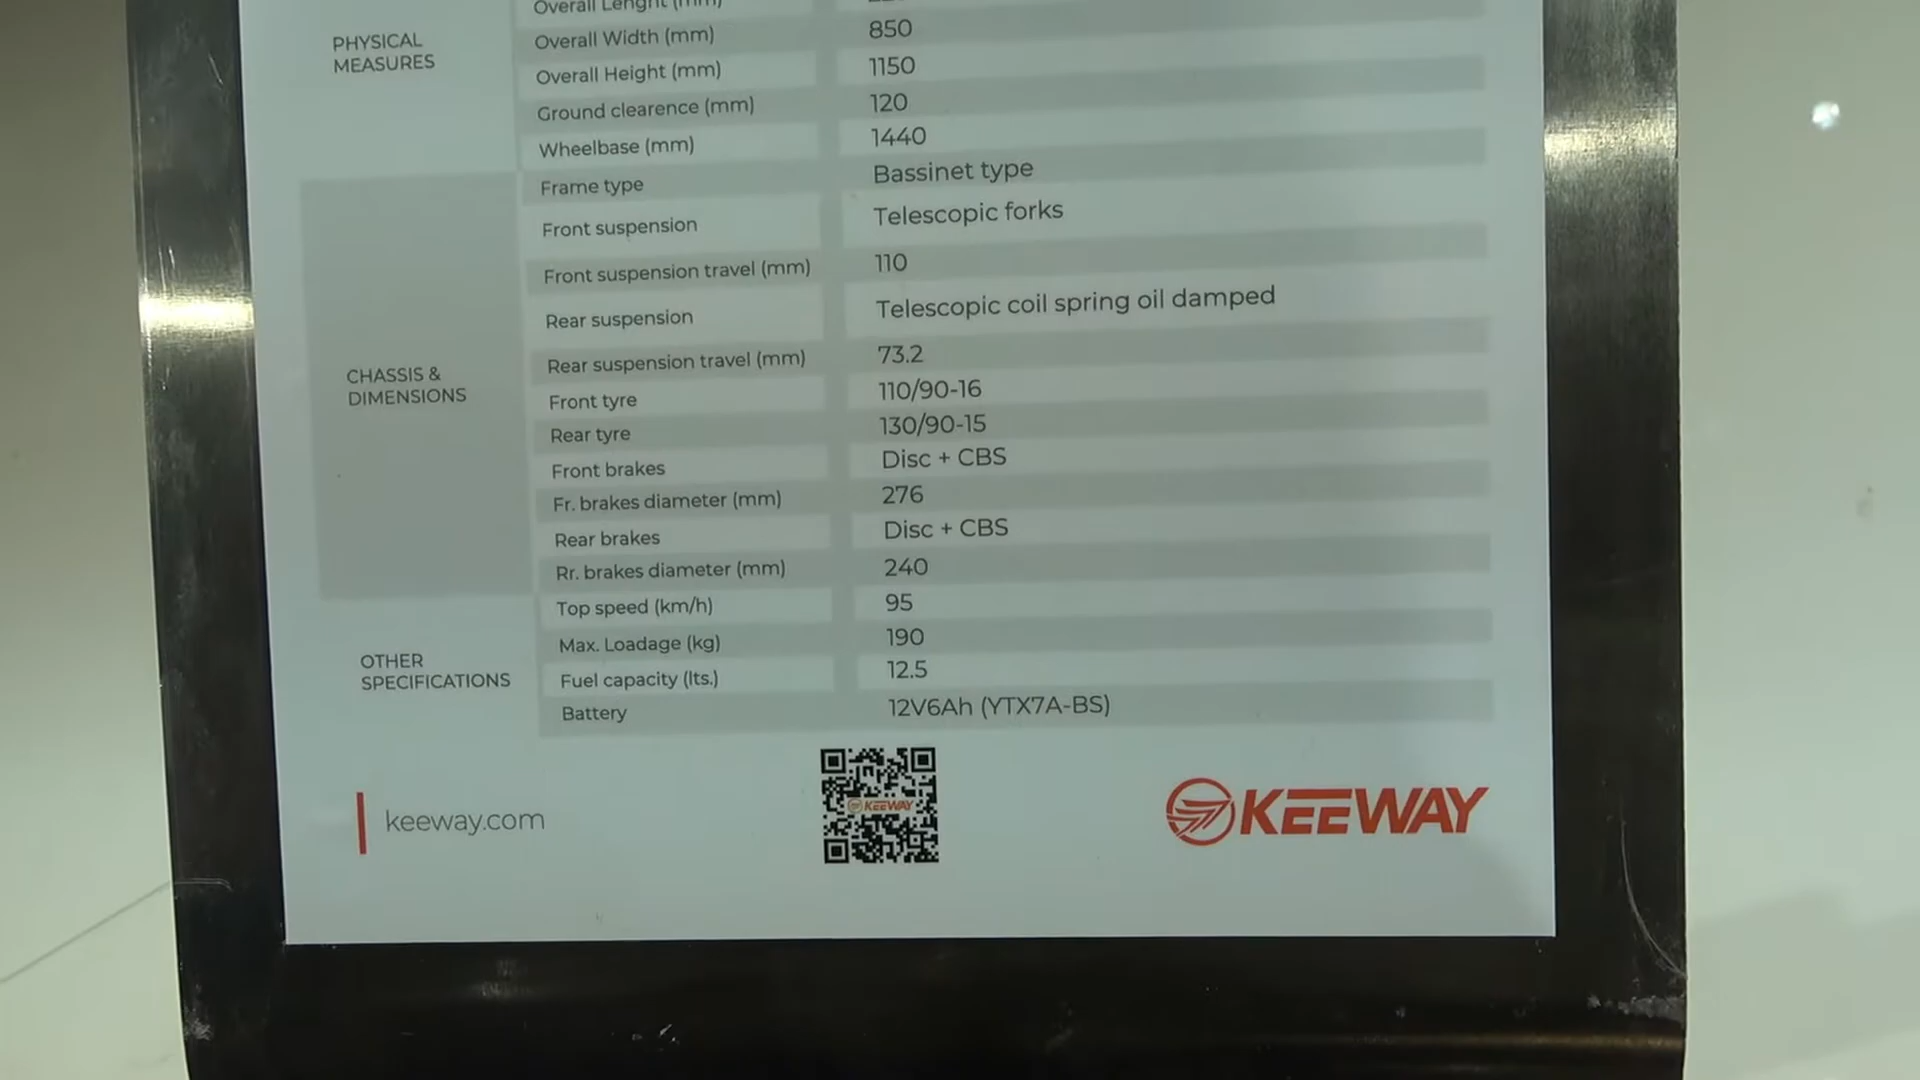 Overall Lenght (mm)
PHYSICAL
MEASURES
Overall Width (mm) 850
Overall Height (mm) 1150
Ground clearence (mm) 120
Wheelbase (mm) 1440
CHASSIS &
DIMENSIONS
Frame type Bassinet type
Front suspension Telescopic forks
Front suspension travel (mm) 110
Rear suspension Telescopic coil spring oil damped
Rear suspension travel (mm) 73.2
Front tyre 110/90-16
Rear tyre 130/90-15
Front brakes Disc + CBS
Fr. brakes diameter (mm) 276
Rear brakes Disc + CBS
Rr. brakes diameter (mm) 240
OTHER
SPECIFICATIONS
Top speed (km/h) 95
Max. Loadage (kg) 190
Fuel capacity (lts.) 12.5
Battery 12V6Ah (YTX7A-BS)
keeway.com
KEEWAY
KEEWAY